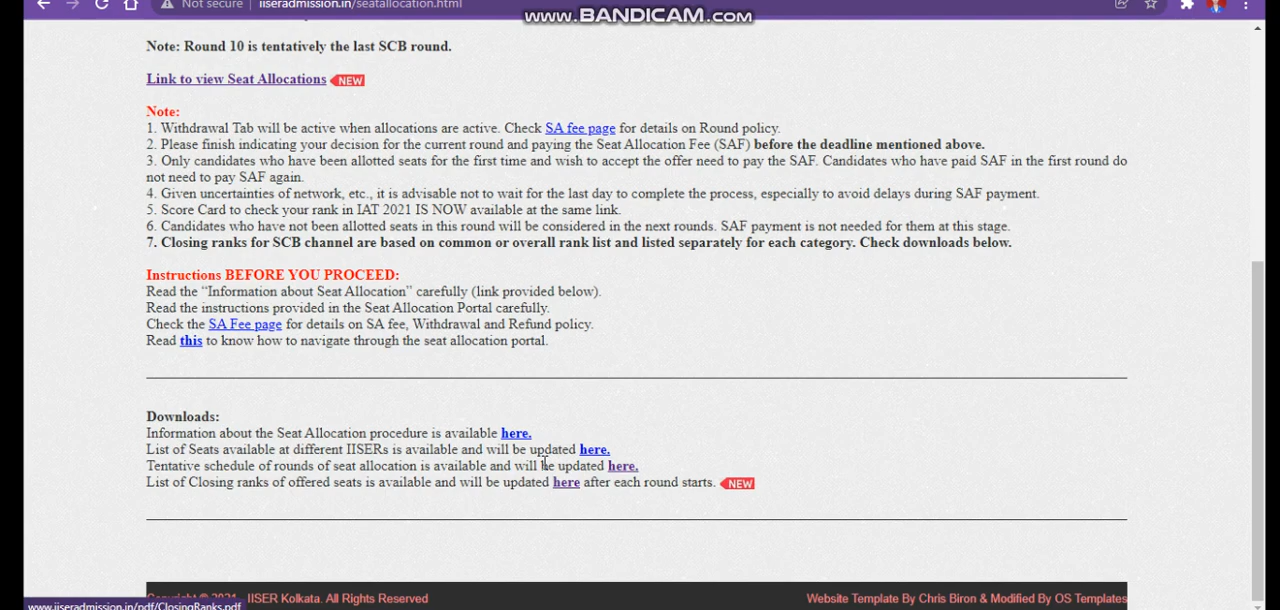 Not secure iiseradmission.in/seatallocation.html
www.BANDICAM.com
Note: Round 10 is tentatively the last SCB round.
Link to view Seat Allocations NEW
Note:
1. Withdrawal Tab will be active when allocations are active. Check SA fee page for details on Round policy.
2. Please finish indicating your decision for the current round and paying the Seat Allocation Fee (SAF) before the deadline mentioned above.
3. Only candidates who have been allotted seats for the first time and wish to accept the offer need to pay the SAF. Candidates who have paid SAF in the first round do
not need to pay SAF again.
4. Given uncertainties of network, etc., it is advisable not to wait for the last day to complete the process, especially to avoid delays during SAF payment.
5. Score Card to check your rank in IAT 2021 IS NOW available at the same link.
6. Candidates who have not been allotted seats in this round will be considered in the next rounds. SAF payment is not needed for them at this stage.
7. Closing ranks for SCB channel are based on common or overall rank list and listed separately for each category. Check downloads below.
Instructions BEFORE YOU PROCEED:
Read the “Information about Seat Allocation” carefully (link provided below).
Read the instructions provided in the Seat Allocation Portal carefully.
Check the SA Fee page for details on SA fee, Withdrawal and Refund policy.
Read this to know how to navigate through the seat allocation portal.
Downloads:
Information about the Seat Allocation procedure is available here.
List of Seats available at different IISERs is available and will be updated here.
Tentative schedule of rounds of seat allocation is available and will be updated here.
List of Closing ranks of offered seats is available and will be updated here after each round starts. NEW
Copyright © 2021 IISER Kolkata. All Rights Reserved
Website Template By Chris Biron & Modified By OS Templates
www.iiseradmission.in/pdf/ClosingRanks.pdf